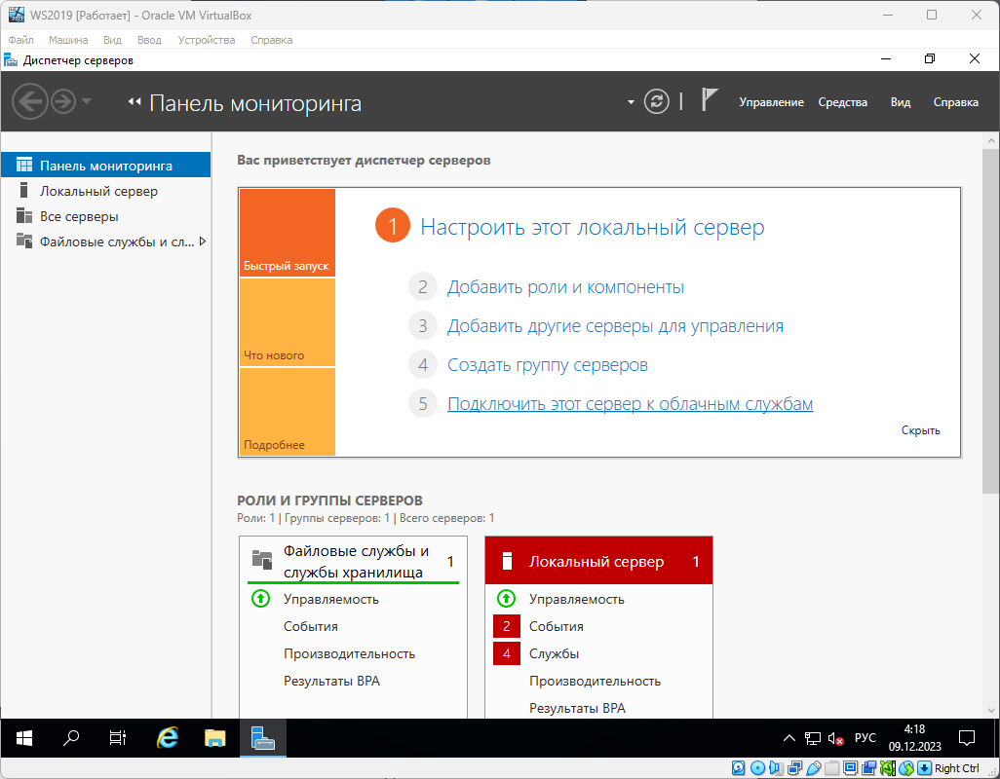 WS2019 [Работает] - Oracle VM VirtualBox
Файл Машина Вид Ввод Устройства Справка
Диспетчер серверов
Панель мониторинга
Управление Средства Вид Справка
Панель мониторинга
Локальный сервер
Все серверы
Файловые службы и сл...
Вас приветствует диспетчер серверов
Быстрый запуск
Что нового
Подробнее
1 Настроить этот локальный сервер
2 Добавить роли и компоненты
3 Добавить другие серверы для управления
4 Создать группу серверов
5 Подключить этот сервер к облачным службам
Скрыть
РОЛИ И ГРУППЫ СЕРВЕРОВ
Роли: 1 | Группы серверов: 1 | Всего серверов: 1
Файловые службы и
службы хранилища
1
Управляемость
События
Производительность
Результаты BPA
Локальный сервер 1
Управляемость
2 События
4 Службы
Производительность
Результаты BPA
РУС
4:18
09.12.2023
Right Ctrl